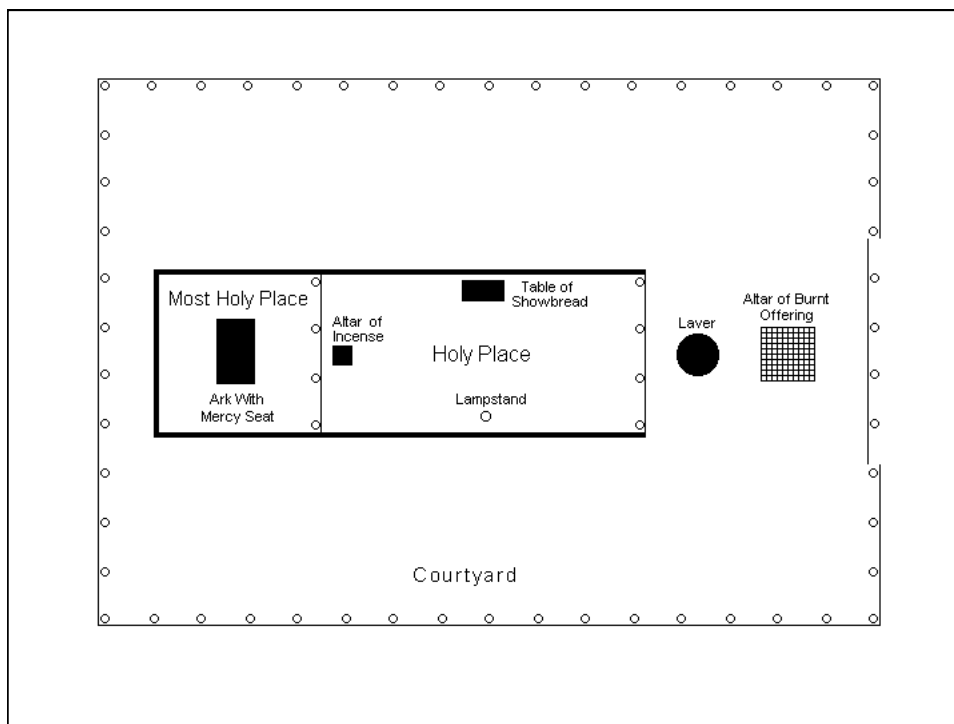 Most Holy Place
Ark With
Mercy Seat
Altar of
Incense
Table of
Showbread
Holy Place
Lampstand
Laver
Altar of Burnt
Offering
Courtyard